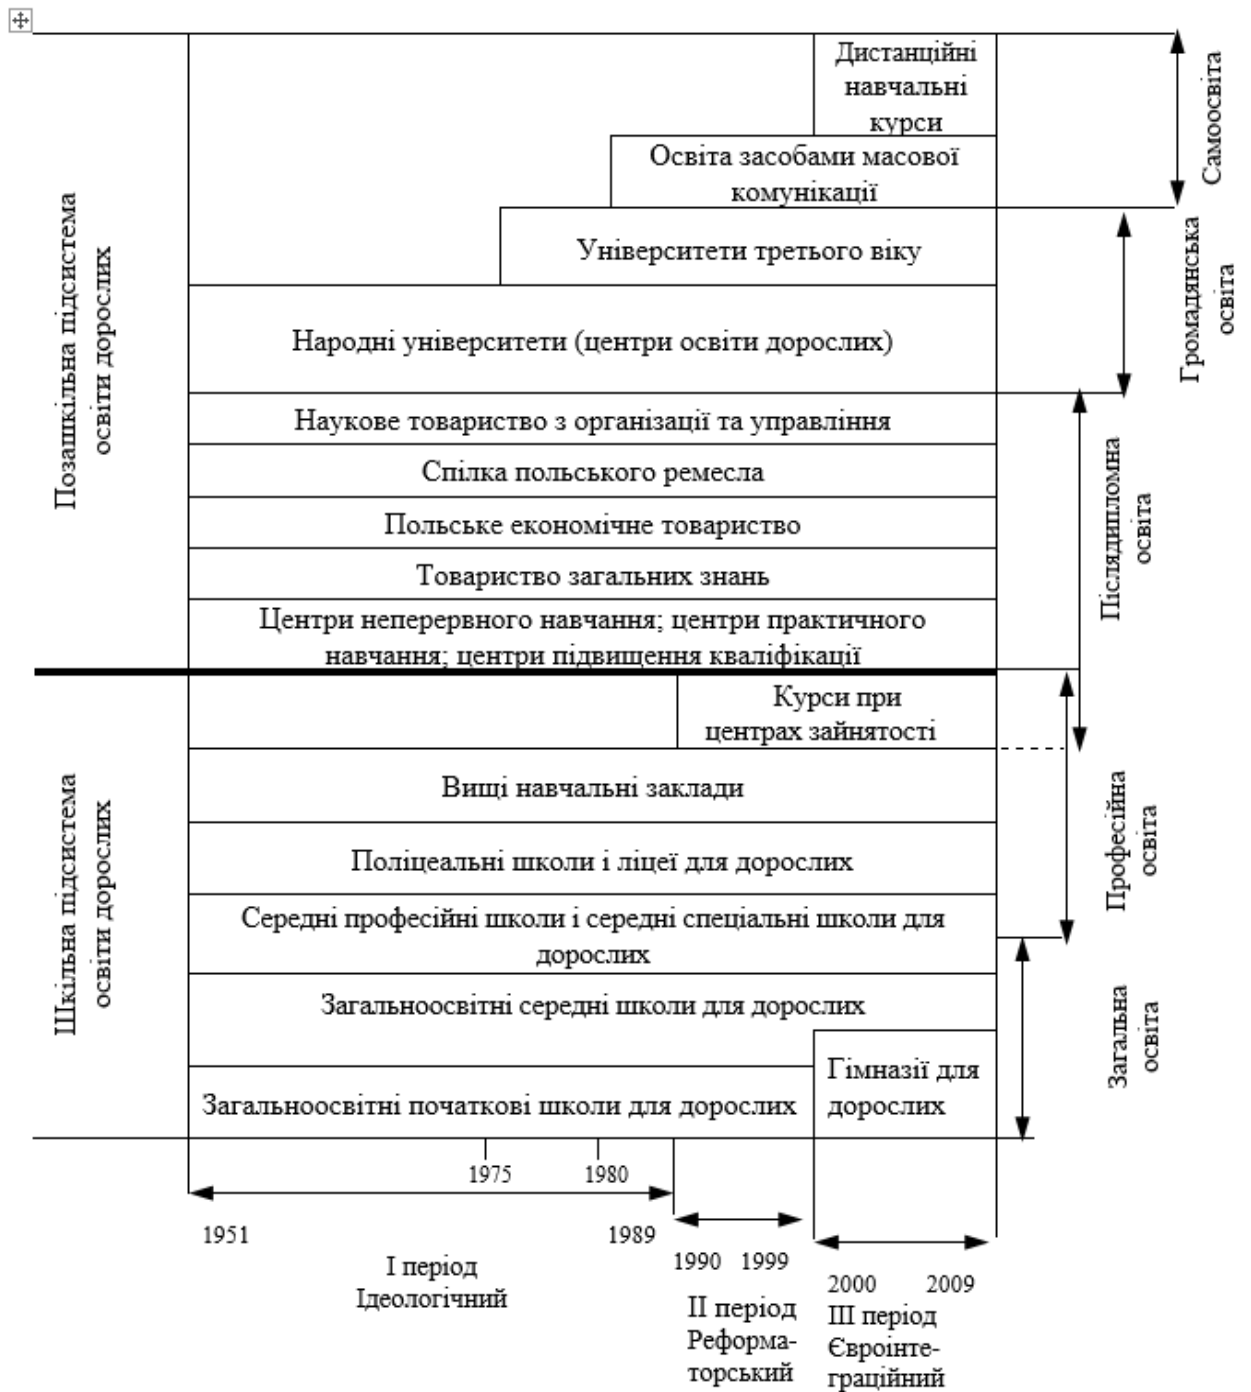 Дистанційні
навчальні
курси
Освіта засобами масової
комунікації
Університети третього віку
Народні університети (центри освіти дорослих)
Наукове товариство з організації та управління
Спілка польського ремесла
Польське економічне товариство
Товариство загальних знань
Центри неперервного навчання; центри практичного
навчання; центри підвищення кваліфікації
Позашкільна підсистема
освіти дорослих
Самоосвіта
Громадянська
освіта
Післядипломна
освіта
Курси при
центрах зайнятості
Вищі навчальні заклади
Поліцеальні школи і ліцеї для дорослих
Середні професійні школи і середні спеціальні школи для
дорослих
Загальноосвітні середні школи для дорослих
Гімназії для
дорослих
Загальноосвітні початкові школи для дорослих
Шкільна підсистема
освіти дорослих
Професійна
освіта
Загальна
освіта
1975
1980
1951
1989
І період
Ідеологічний
1990
1999
ІІ період
Реформа-
торський
2000
2009
ІІІ період
Євроінте-
граційний